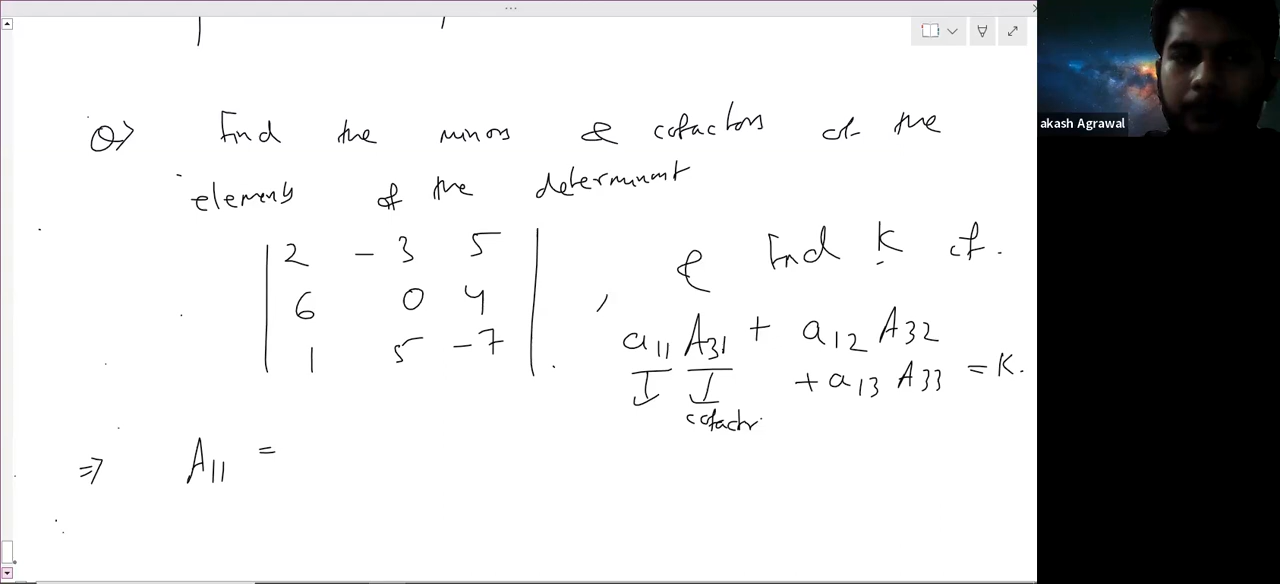 Q> Find the minors & cofactors of the
elements of the determinant
2 -3 5
6 0 4
1 5 -7
, & Find K if.
a11 A31 + a12 A32
+ a13 A33 = K.
cofactr.
⇒ A11 =
akash Agrawal